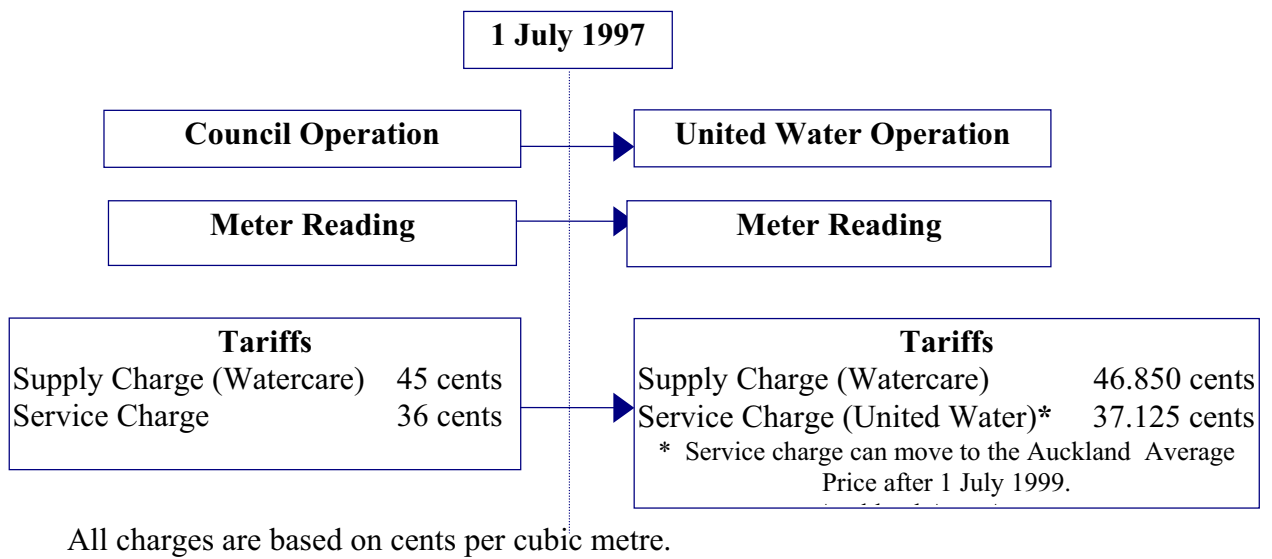 1 July 1997
Council Operation
United Water Operation
Meter Reading
Meter Reading
Tariffs
Supply Charge (Watercare) 45 cents
Service Charge 36 cents
Tariffs
Supply Charge (Watercare) 46.850 cents
Service Charge (United Water)* 37.125 cents
* Service charge can move to the Auckland Average
Price after 1 July 1999.
All charges are based on cents per cubic metre.